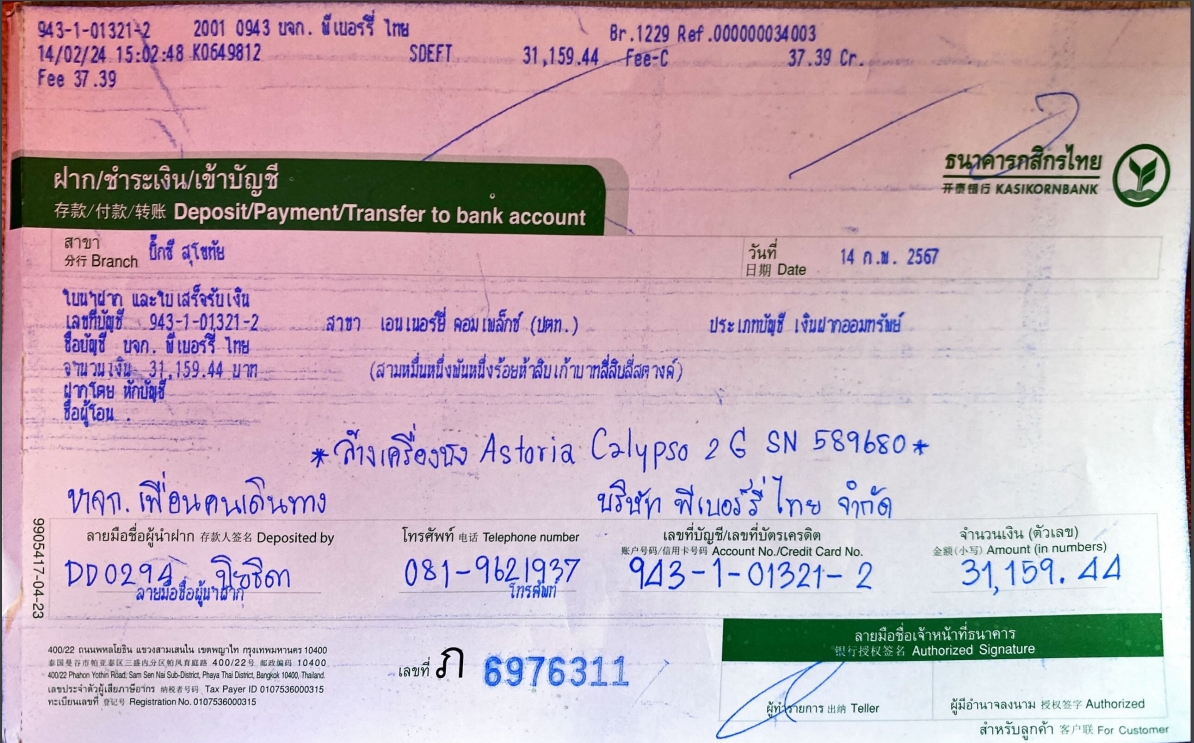 943-1-01321-2 2001 0943 บจก. พีเบอร์รี่ ไทย Br.1229 Ref.000000034003
14/02/24 15:02:48 K0649812 SDEFT 31,159.44 Fee-C 37.39 Cr.
Fee 37.39
ธนาคารกสิกรไทย
开泰银行 KASIKORNBANK
ฝาก/ชำระเงิน/เข้าบัญชี
存款/付款/转账 Deposit/Payment/Transfer to bank account
สาขา
分行 Branch บิ๊กซี สุโขทัย
วันที่
日期 Date 14 ก.พ. 2567
ใบนำฝาก และใบเสร็จรับเงิน
เลขที่บัญชี 943-1-01321-2 สาขา เอนเนอร์ยี่ คอมเพล็กซ์ (ปตท.) ประเภทบัญชี เงินฝากออมทรัพย์
ชื่อบัญชี บจก. พีเบอร์รี่ ไทย
จำนวนเงิน 31,159.44 บาท (สามหมื่นหนึ่งพันหนึ่งร้อยห้าสิบเก้าบาทสี่สิบสี่สตางค์)
ฝากโดย หักบัญชี
ชื่อผู้โอน .
*ล้างเครื่องชง Astoria Calypso 2 G SN 589680*
หจก. เพื่อนคนเดินทาง บริษัท พีเบอร์รี่ ไทย จำกัด
ลายมือชื่อผู้นำฝาก 存款人签名 Deposited by
โทรศัพท์ 电话 Telephone number
เลขที่บัญชี/เลขที่บัตรเครดิต
账户号码/信用卡号码 Account No./Credit Card No.
จำนวนเงิน (ตัวเลข)
金额(小写) Amount (in numbers)
DD0294 081-9621937 943-1-01321-2 31,159.44
ลายมือชื่อผู้นำฝาก โทรศัพท์
9905417-04-23
400/22 ถนนพหลโยธิน แขวงสามเสนใน เขตพญาไท กรุงเทพมหานคร 10400
泰国曼谷市帕亚泰区三盛内分区帕凤育庭路 400/22号 邮政编码 10400
400/22 Phahon Yothin Road, Sam Sen Nai Sub-District, Phaya Thai District, Bangkok 10400, Thailand.
เลขประจำตัวผู้เสียภาษีอากร 纳税者号码 Tax Payer ID 0107536000315
ทะเบียนเลขที่ 登记号 Registration No. 0107536000315
เลขที่ ภ 6976311
ลายมือชื่อเจ้าหน้าที่ธนาคาร
银行授权签名 Authorized Signature
ผู้ทำรายการ 出纳 Teller
ผู้มีอำนาจลงนาม 授权签字 Authorized
สำหรับลูกค้า 客户联 For Customer